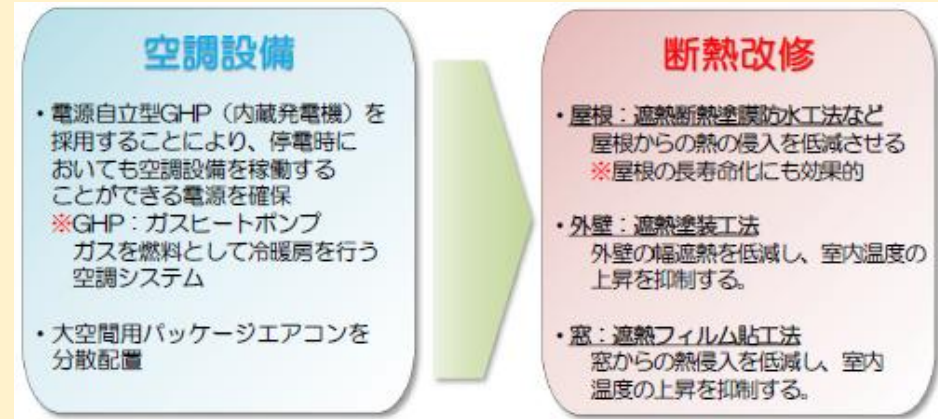 空調設備
・電源自立型GHP（内蔵発電機）を
採用することにより、停電時に
おいても空調設備を稼働する
ことができる電源を確保
※GHP：ガスヒートポンプ
ガスを燃料として冷暖房を行う
空調システム
・大空間用パッケージエアコンを
分散配置
断熱改修
・屋根：遮熱断熱塗膜防水工法など
屋根からの熱の侵入を低減させる
※屋根の長寿命化にも効果的
・外壁：遮熱塗装工法
外壁の幅遮熱を低減し、室内温度の
上昇を抑制する。
・窓：遮熱フィルム貼工法
窓からの熱侵入を低減し、室内
温度の上昇を抑制する。